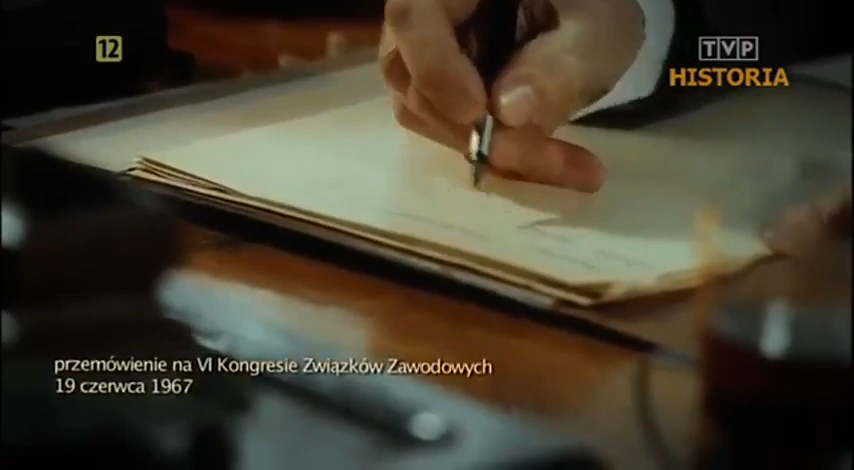 12
TVP
HISTORIA
przemówienie na VI Kongresie Związków Zawodowych
19 czerwca 1967